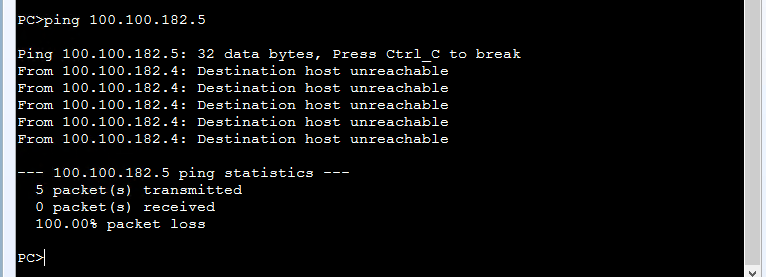 PC>ping 100.100.182.5
Ping 100.100.182.5: 32 data bytes, Press Ctrl_C to break
From 100.100.182.4: Destination host unreachable
From 100.100.182.4: Destination host unreachable
From 100.100.182.4: Destination host unreachable
From 100.100.182.4: Destination host unreachable
From 100.100.182.4: Destination host unreachable
--- 100.100.182.5 ping statistics ---
5 packet(s) transmitted
0 packet(s) received
100.00% packet loss
PC>